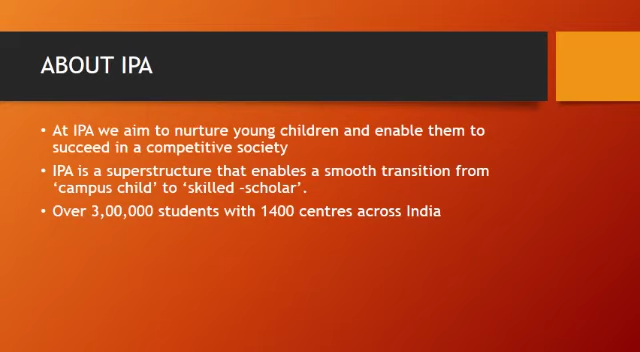 ABOUT IPA
• At IPA we aim to nurture young children and enable them to
succeed in a competitive society
• IPA is a superstructure that enables a smooth transition from
‘campus child’ to ‘skilled -scholar’.
• Over 3,00,000 students with 1400 centres across India